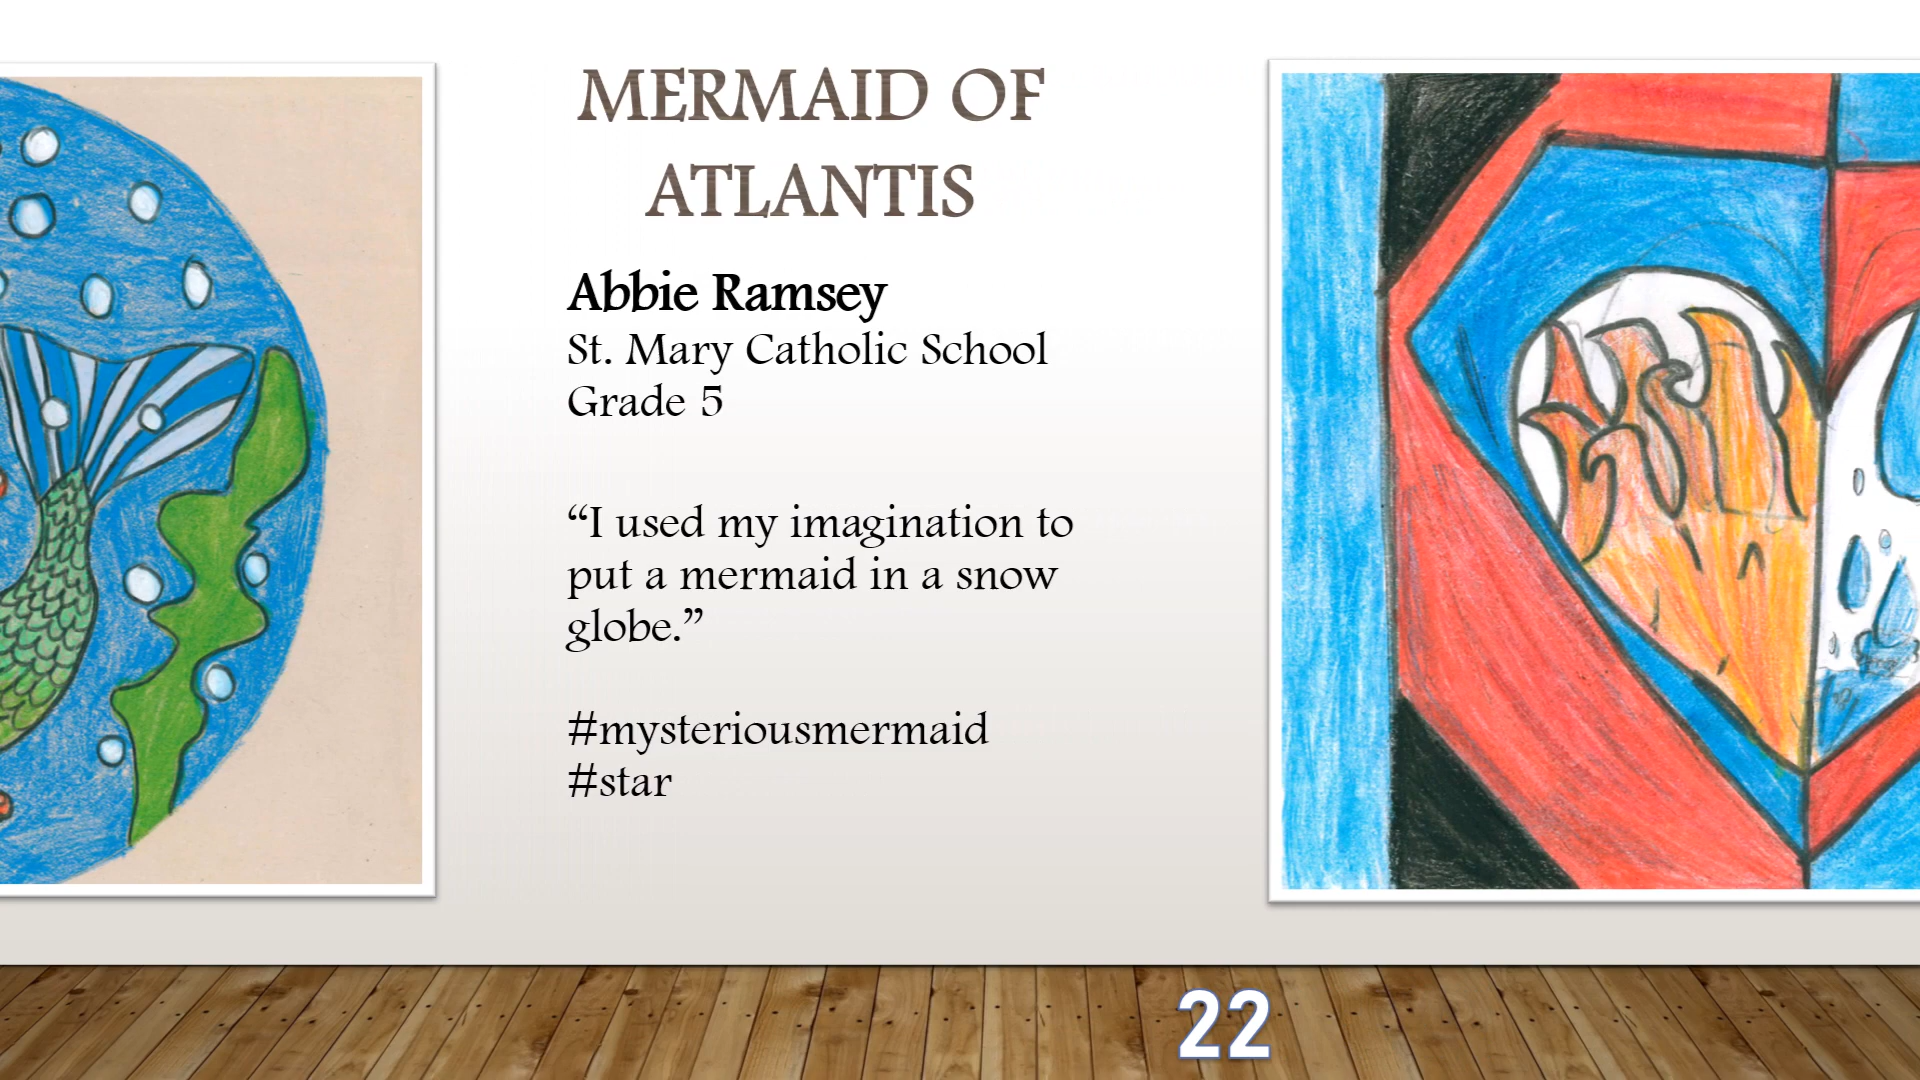 MERMAID OF
ATLANTIS
Abbie Ramsey
St. Mary Catholic School
Grade 5
“I used my imagination to
put a mermaid in a snow
globe.”
#mysteriousmermaid
#star
22